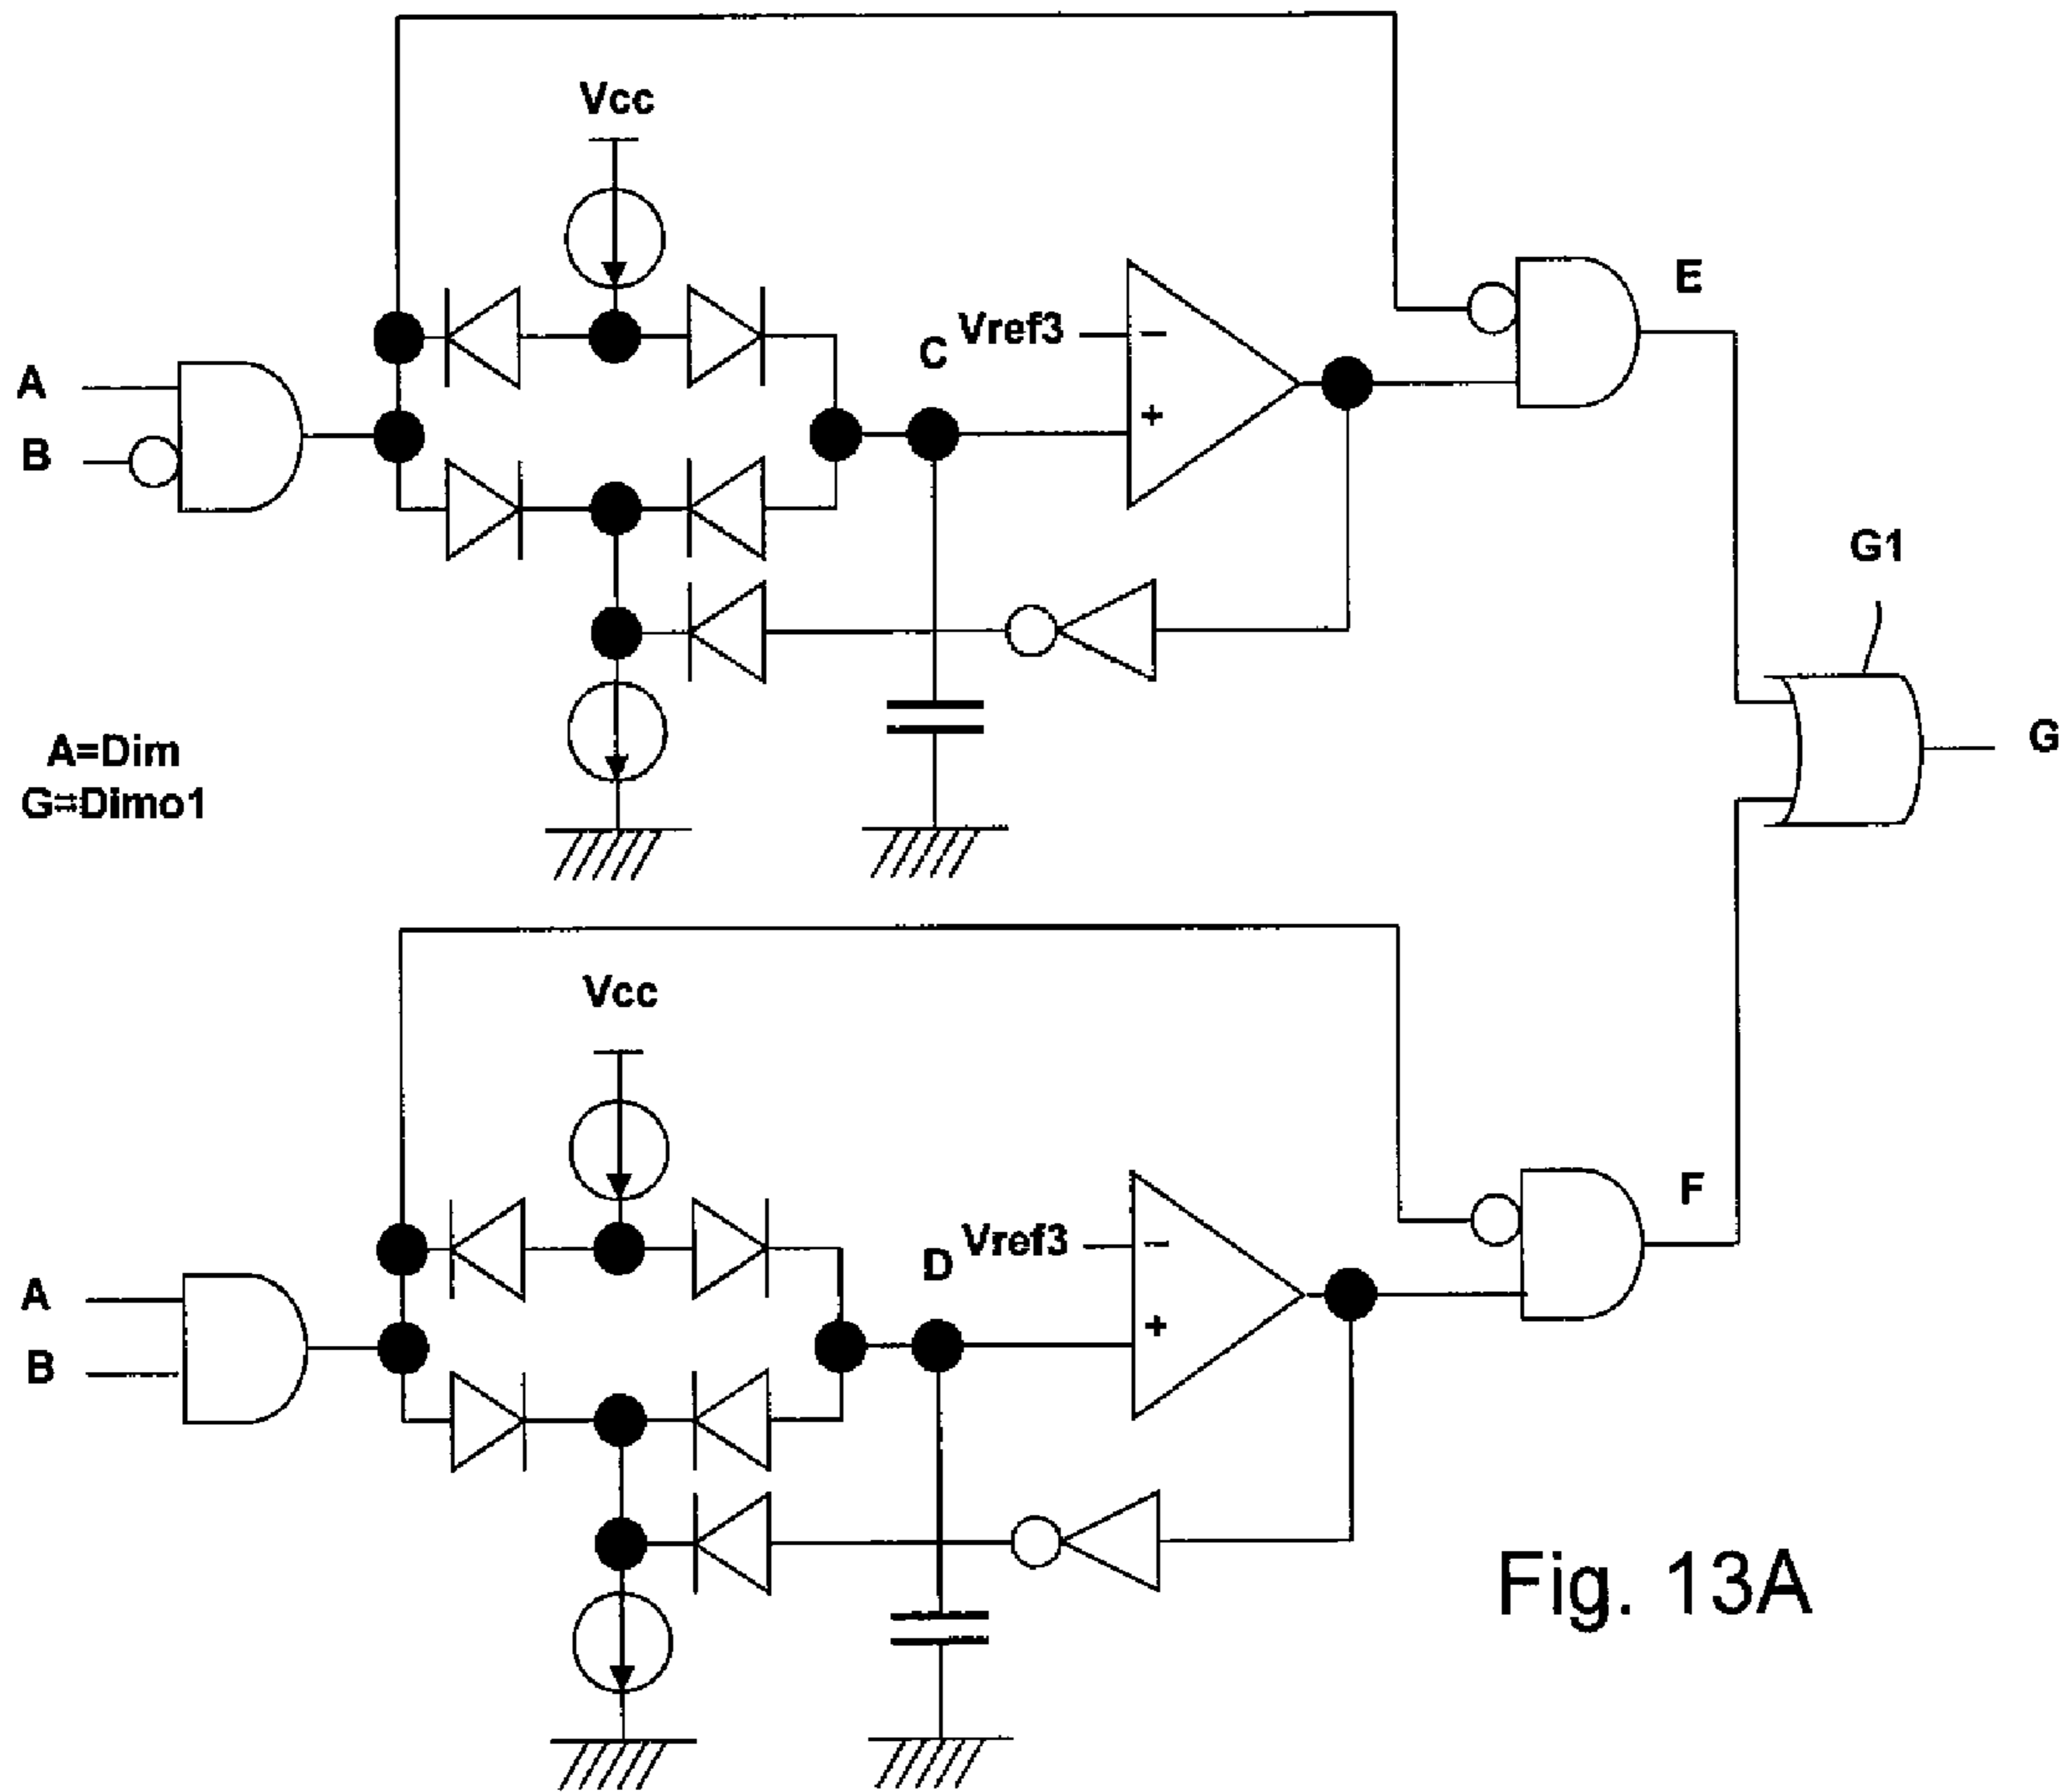 Vcc
E
Vref3
C
−
A
+
B
G1
G
A=Dim
G=Dimo1
Vcc
F
Vref3
D
−
A
+
B
Fig. 13A